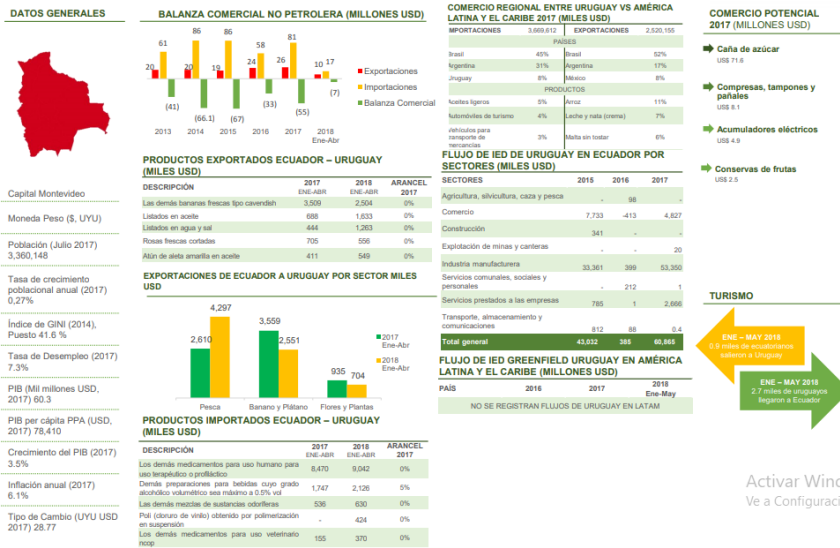 DATOS GENERALES
Capital Montevideo
Moneda Peso ($, UYU)
Población (Julio 2017)
3,360,148
Tasa de crecimiento
poblacional anual (2017)
0,27%
Índice de GINI (2014),
Puesto 41.6 %
Tasa de Desempleo (2017)
7.3%
PIB (Mil millones USD,
2017) 60.3
PIB per cápita PPA (USD,
2017) 78,410
Crecimiento del PIB (2017)
3.5%
Inflación anual (2017)
6.1%
Tipo de Cambio (UYU USD
2017) 28.77
BALANZA COMERCIAL NO PETROLERA (MILLONES USD)
20 61 (41)
20 86 (66.1)
19 86 (67)
24 58 (33)
26 81 (55)
10 17 (7)
2013 2014 2015 2016 2017 2018
Ene-Abr
Exportaciones
Importaciones
Balanza Comercial
PRODUCTOS EXPORTADOS ECUADOR – URUGUAY
(MILES USD)
DESCRIPCIÓN 2017 ENE-ABR 2018 ENE-ABR ARANCEL 2017
Las demás bananas frescas tipo cavendish 3,509 2,504 0%
Listados en aceite 688 1,633 0%
Listados en agua y sal 444 1,263 0%
Rosas frescas cortadas 705 556 0%
Atún de aleta amarilla en aceite 411 549 0%
EXPORTACIONES DE ECUADOR A URUGUAY POR SECTOR MILES
USD
2,610 4,297
3,559 2,551
935 704
Pesca Banano y Plátano Flores y Plantas
2017
Ene-Abr
2018
Ene-Abr
PRODUCTOS IMPORTADOS ECUADOR – URUGUAY
(MILES USD)
DESCRIPCIÓN 2017 ENE-ABR 2018 ENE-ABR ARANCEL 2017
Los demás medicamentos para uso humano para
uso terapéutico o profiláctico 8,470 9,042 0%
Demás preparaciones para bebidas cuyo grado
alcohólico volumétrico sea máximo a 0.5% vol 1,747 2,126 5%
Las demás mezclas de sustancias odoríferas 536 630 0%
Poli (cloruro de vinilo) obtenido por polimerización
en suspensión - 424 0%
Los demás medicamentos para uso veterinario
ncop 155 370 0%
COMERCIO REGIONAL ENTRE URUGUAY VS AMÉRICA
LATINA Y EL CARIBE 2017 (MILES USD)
MPORTACIONES 3,669,612 EXPORTACIONES 2,520,155
PAÍSES
Brasil 45% Brasil 52%
Argentina 31% Argentina 17%
Uruguay 8% México 8%
PRODUCTOS
Aceites ligeros 5% Arroz 11%
Automóviles de turismo 4% Leche y nata (crema) 7%
Vehículos para
transporte de
mercancías 3% Malta sin tostar 6%
FLUJO DE IED DE URUGUAY EN ECUADOR POR
SECTORES (MILES USD)
SECTORES 2015 2016 2017
Agricultura, silvicultura, caza y pesca - 98 -
Comercio 7,733 -413 4,827
Construcción 341 - -
Explotación de minas y canteras - - 20
Industria manufacturera 33,361 399 53,350
Servicios comunales, sociales y
personales - 212 1
Servicios prestados a las empresas 785 1 2,666
Transporte, almacenamiento y
comunicaciones 812 88 0.4
Total general 43,032 385 60,865
FLUJO DE IED GREENFIELD URUGUAY EN AMÉRICA
LATINA Y EL CARIBE (MILLONES USD)
PAÍS 2016 2017 2018
Ene-May
NO SE REGISTRAN FLUJOS DE URUGUAY EN LATAM
COMERCIO POTENCIAL
2017 (MILLONES USD)
Caña de azúcar
US$ 71.6
Compresas, tampones y
pañales
US$ 8.1
Acumuladores eléctricos
US$ 4.9
Conservas de frutas
US$ 2.5
TURISMO
ENE – MAY 2018
0.9 miles de ecuatorianos
salieron a Uruguay
ENE – MAY 2018
2.7 miles de uruguayos
llegaron a Ecuador
Activar Winc
Ve a Configuraci